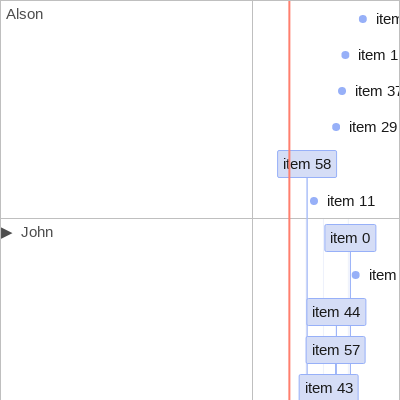 Alson
item
item 1
item 37
item 29
item 58
item 11
▶ John
item 0
item
item 44
item 57
item 43